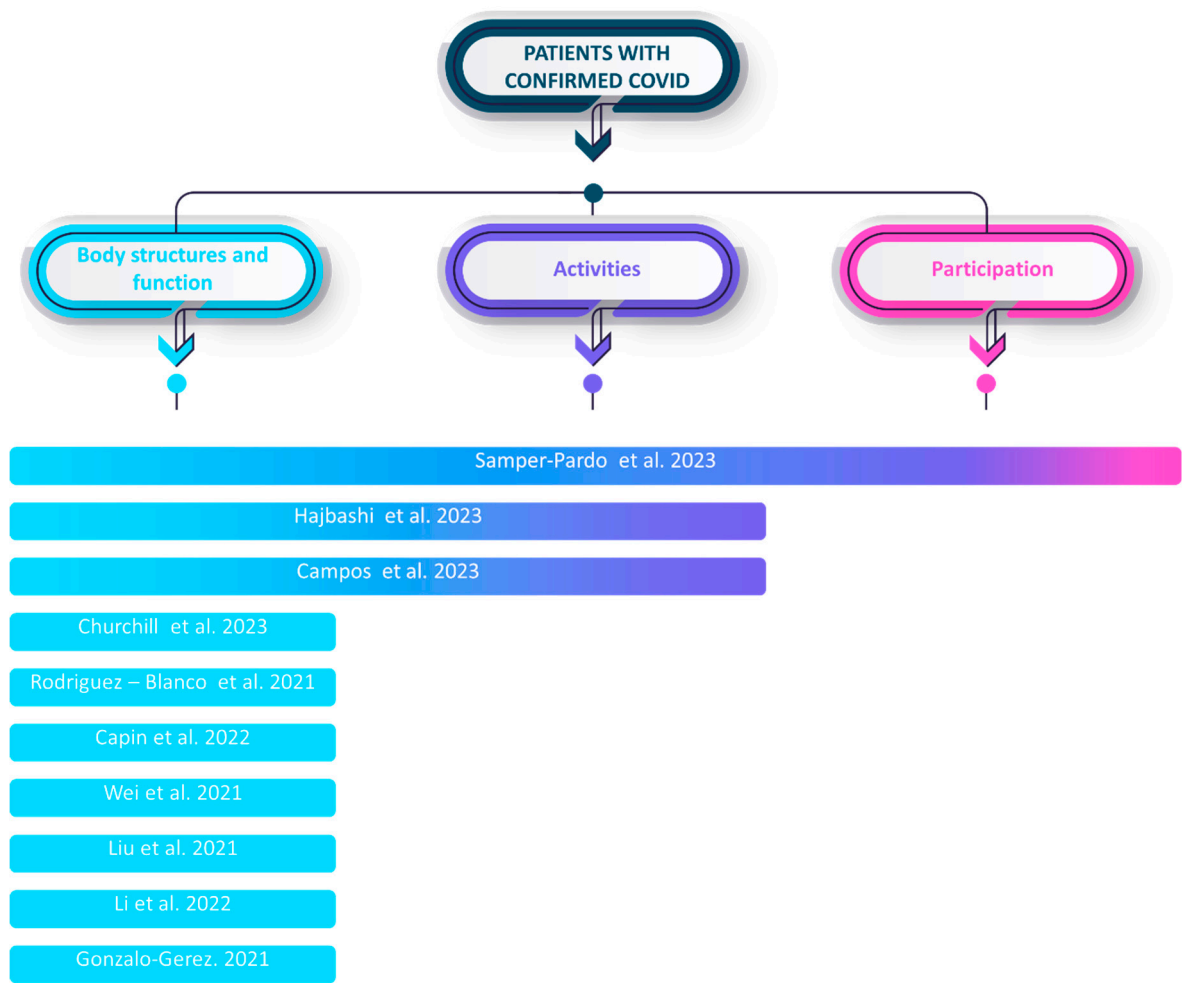 PATIENTS WITH
CONFIRMED COVID
Body structures and
function
Activities
Participation
Samper-Pardo et al. 2023
Hajbashi et al. 2023
Campos et al. 2023
Churchill et al. 2023
Rodriguez – Blanco et al. 2021
Capin et al. 2022
Wei et al. 2021
Liu et al. 2021
Li et al. 2022
Gonzalo-Gerez. 2021